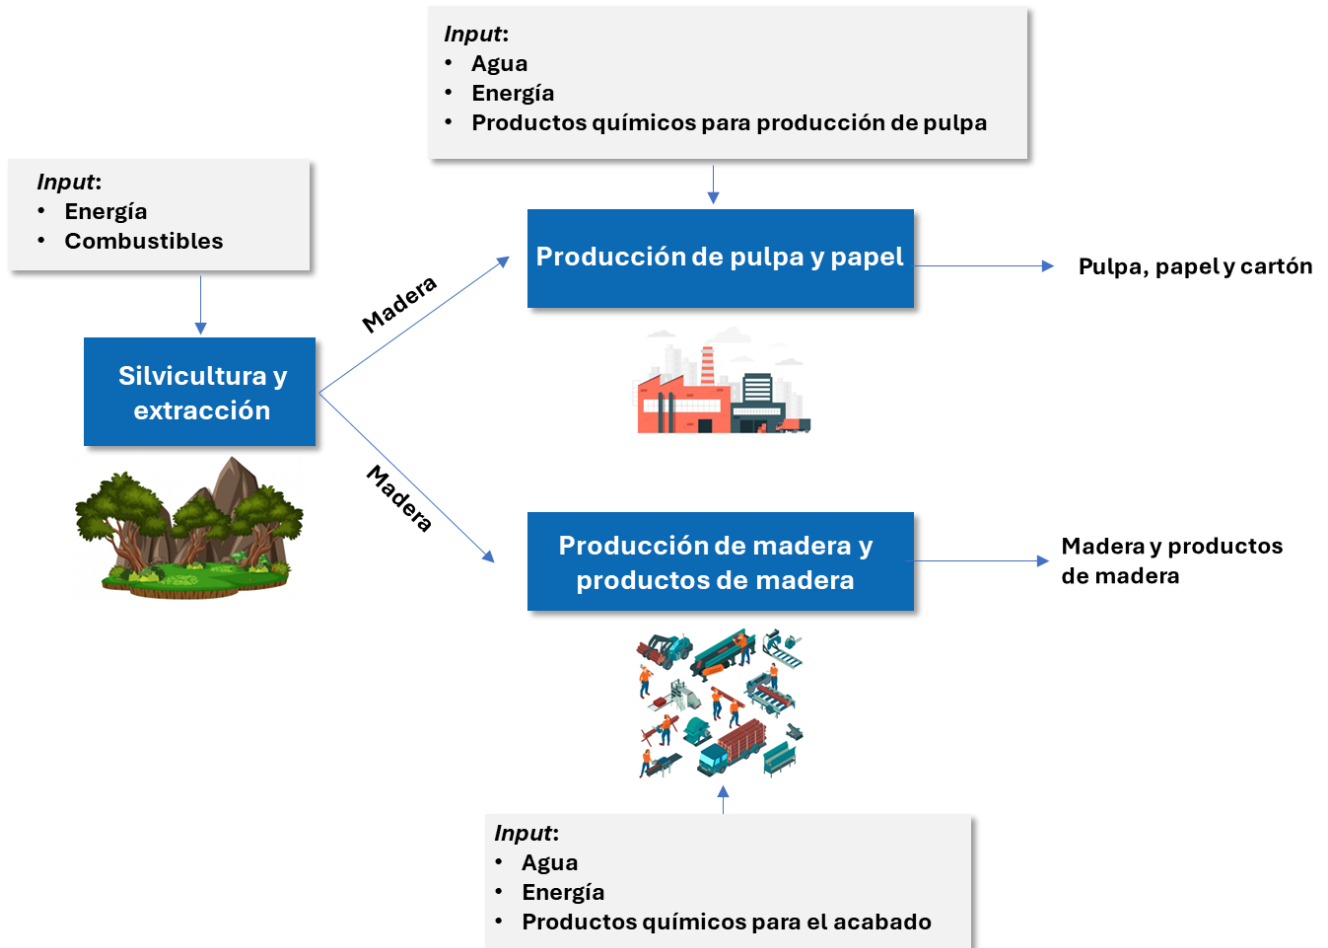 Input:
• Agua
• Energía
• Productos químicos para producción de pulpa
Input:
• Energía
• Combustibles
Producción de pulpa y papel
Pulpa, papel y cartón
Madera
Silvicultura y
extracción
Madera
Producción de madera y
productos de madera
Madera y productos
de madera
Input:
• Agua
• Energía
• Productos químicos para el acabado